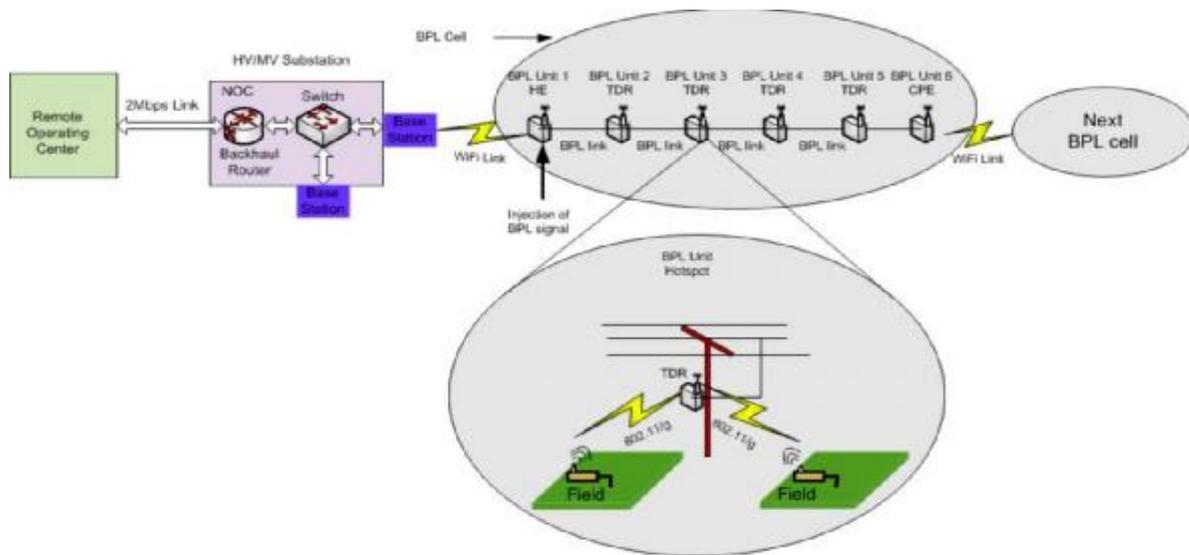 BPL Cell
HV/MV Substation
BPL Unit 1
HE
BPL Unit 2
TDR
BPL Unit 3
TDR
BPL Unit 4
TDR
BPL Unit 5
TDR
BPL Unit 6
CPE
Remote
Operating
Center
2Mbps Link
NOC
Switch
Backhaul
Router
Base
Station
Base
Station
WiFi Link
BPL link
BPL link
BPL link
BPL link
WiFi Link
Next
BPL cell
Injection of
BPL signal
BPL Unit
Hotspot
TDR
802.11/g
802.11/g
Field
Field